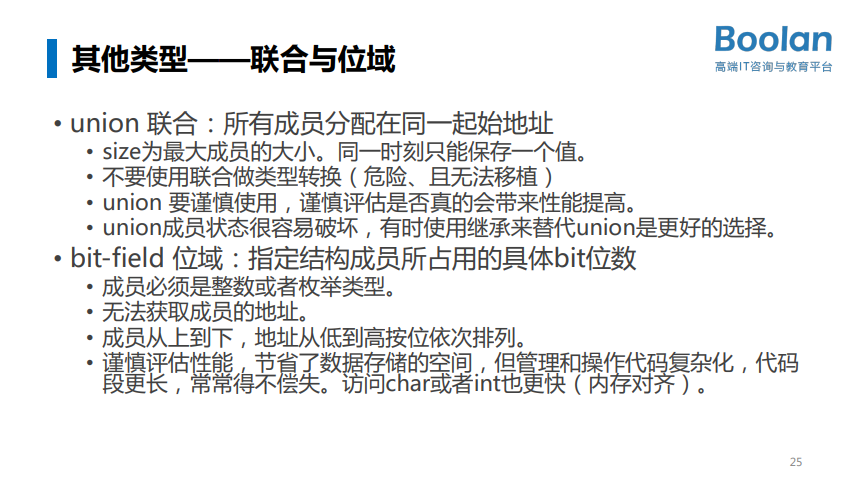 其他类型——联合与位域
Boolan
高端IT咨询与教育平台
• union 联合：所有成员分配在同一起始地址
• size为最大成员的大小。同一时刻只能保存一个值。
• 不要使用联合做类型转换（危险、且无法移植）
• union 要谨慎使用，谨慎评估是否真的会带来性能提高。
• union成员状态很容易破坏，有时使用继承来替代union是更好的选择。
• bit-field 位域：指定结构成员所占用的具体bit位数
• 成员必须是整数或者枚举类型。
• 无法获取成员的地址。
• 成员从上到下，地址从低到高按位依次排列。
• 谨慎评估性能，节省了数据存储的空间，但管理和操作代码复杂化，代码
段更长，常常得不偿失。访问char或者int也更快（内存对齐）。
25